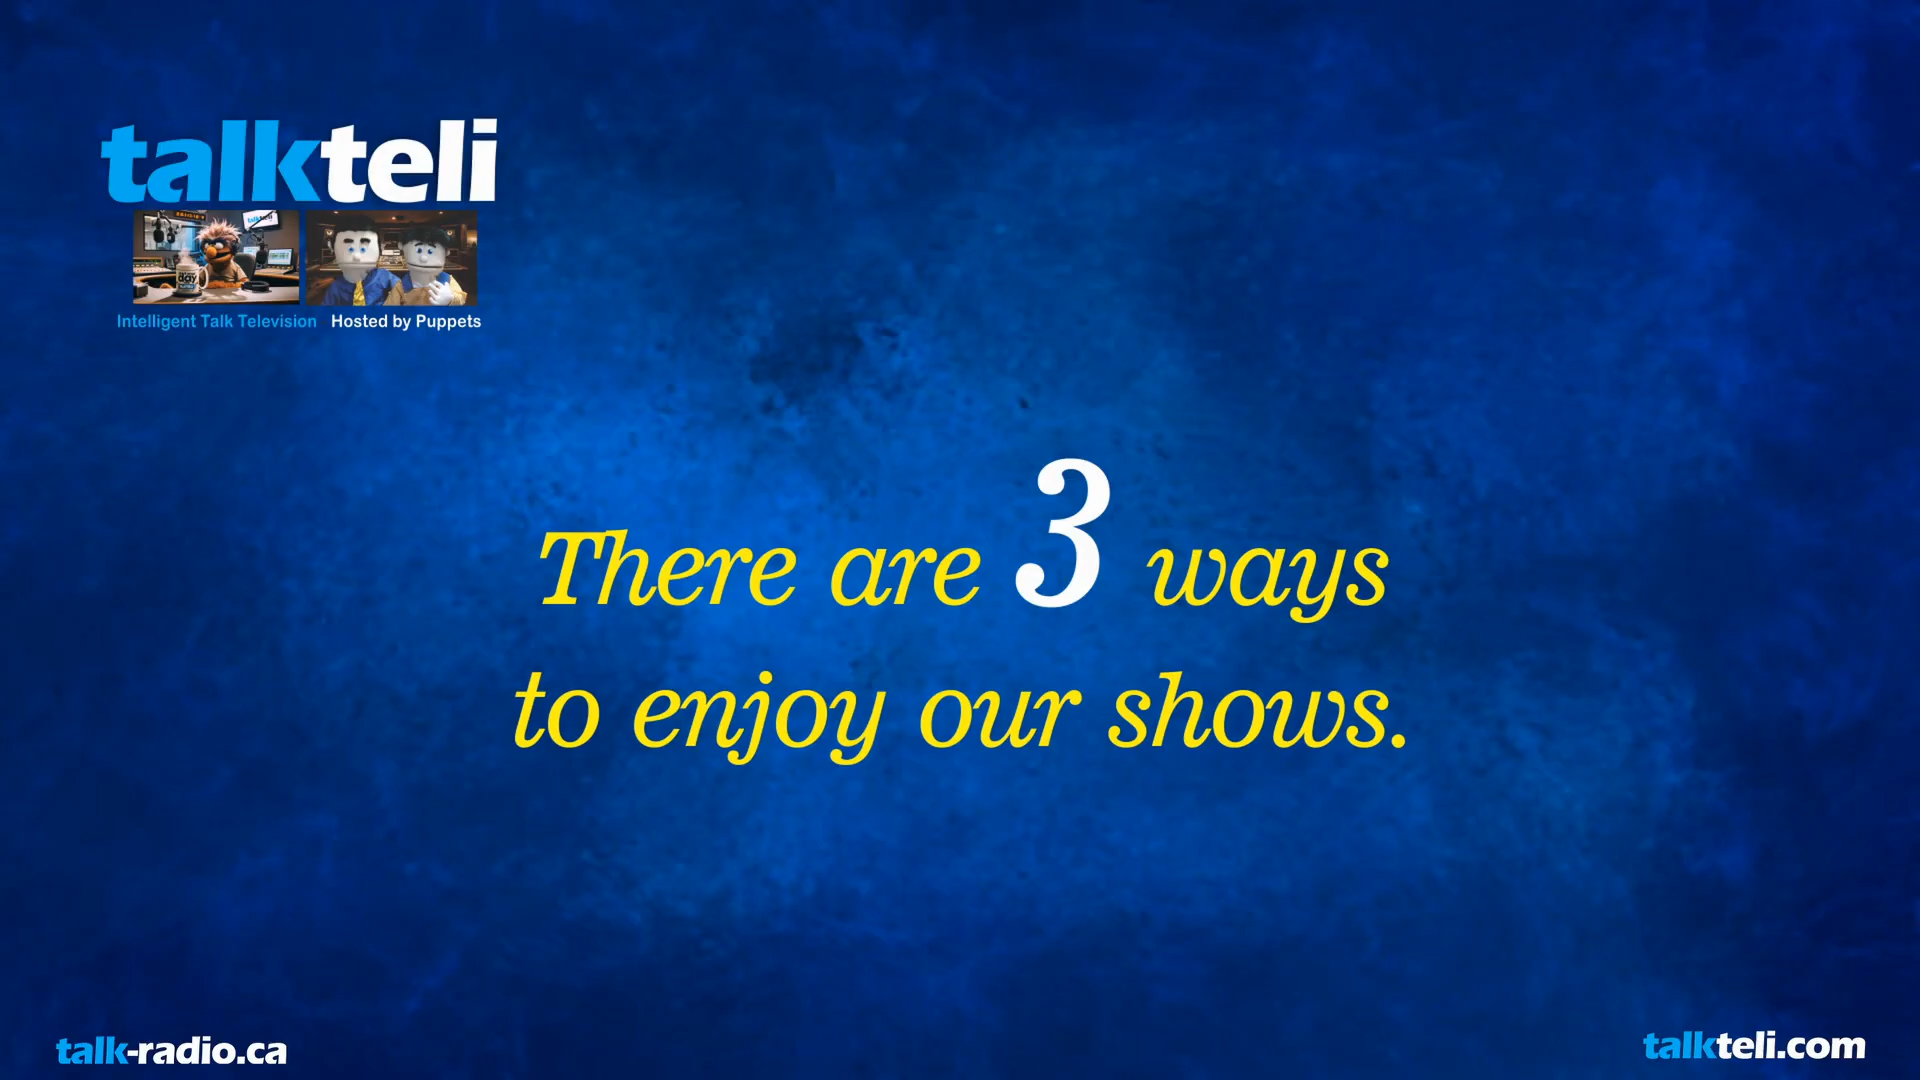 talkteli
Intelligent Talk Television Hosted by Puppets
There are 3 ways
to enjoy our shows.
talk-radio.ca
talkteli.com